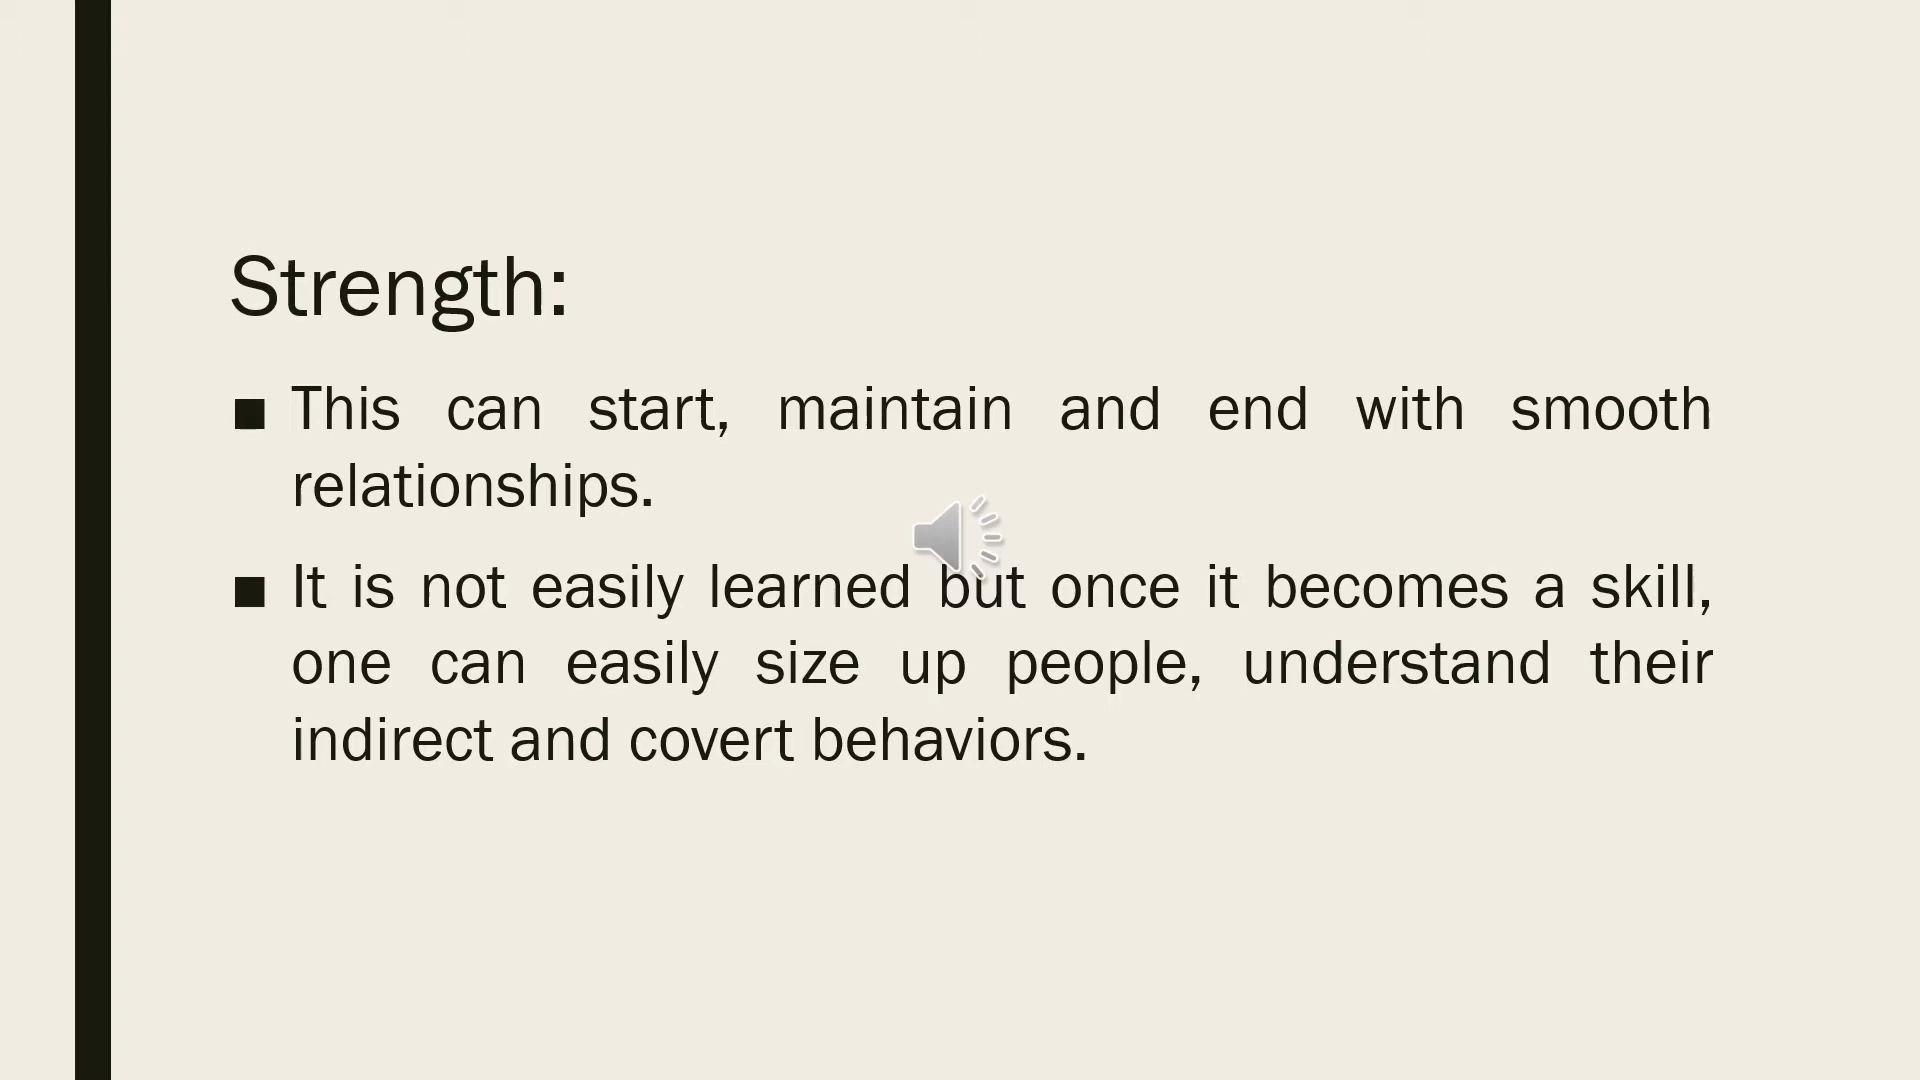 Strength:
■ This can start, maintain and end with smooth
relationships.
■ It is not easily learned but once it becomes a skill,
one can easily size up people, understand their
indirect and covert behaviors.